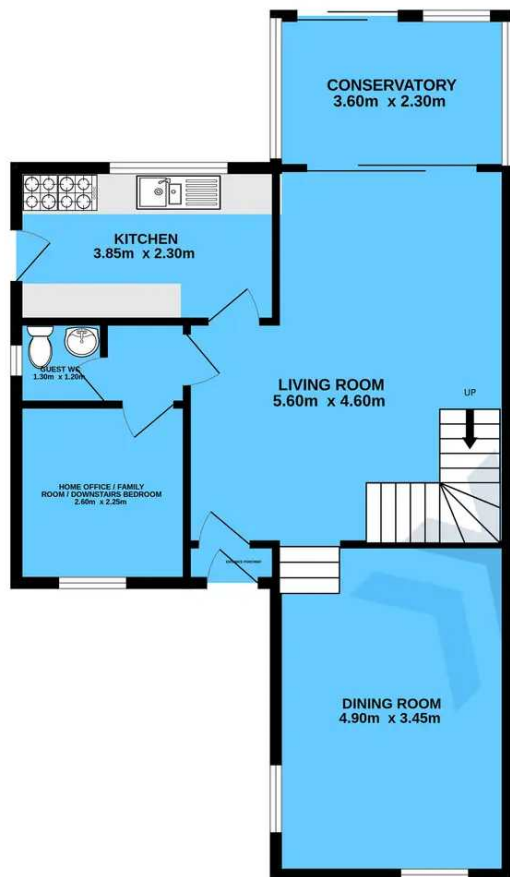 CONSERVATORY
3.60m x 2.30m
KITCHEN
3.85m x 2.30m
GUEST WC
1.30m x 1.20m
LIVING ROOM
5.60m x 4.60m
UP
HOME OFFICE / FAMILY
ROOM / DOWNSTAIRS BEDROOM
2.60m x 2.25m
DINING ROOM
4.90m x 3.45m